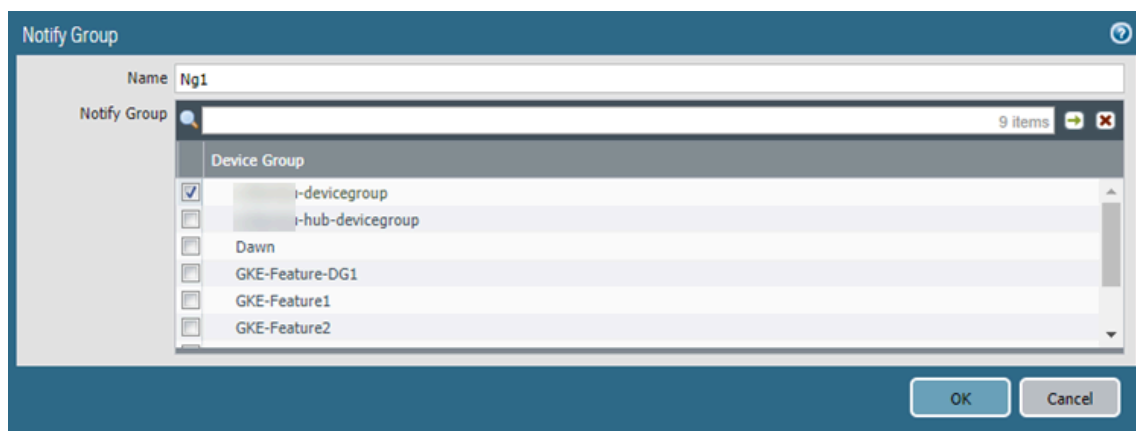 Notify Group
Name Ng1
Notify Group 9 items
Device Group
-devicegroup
-hub-devicegroup
Dawn
GKE-Feature-DG1
GKE-Feature1
GKE-Feature2
OK Cancel